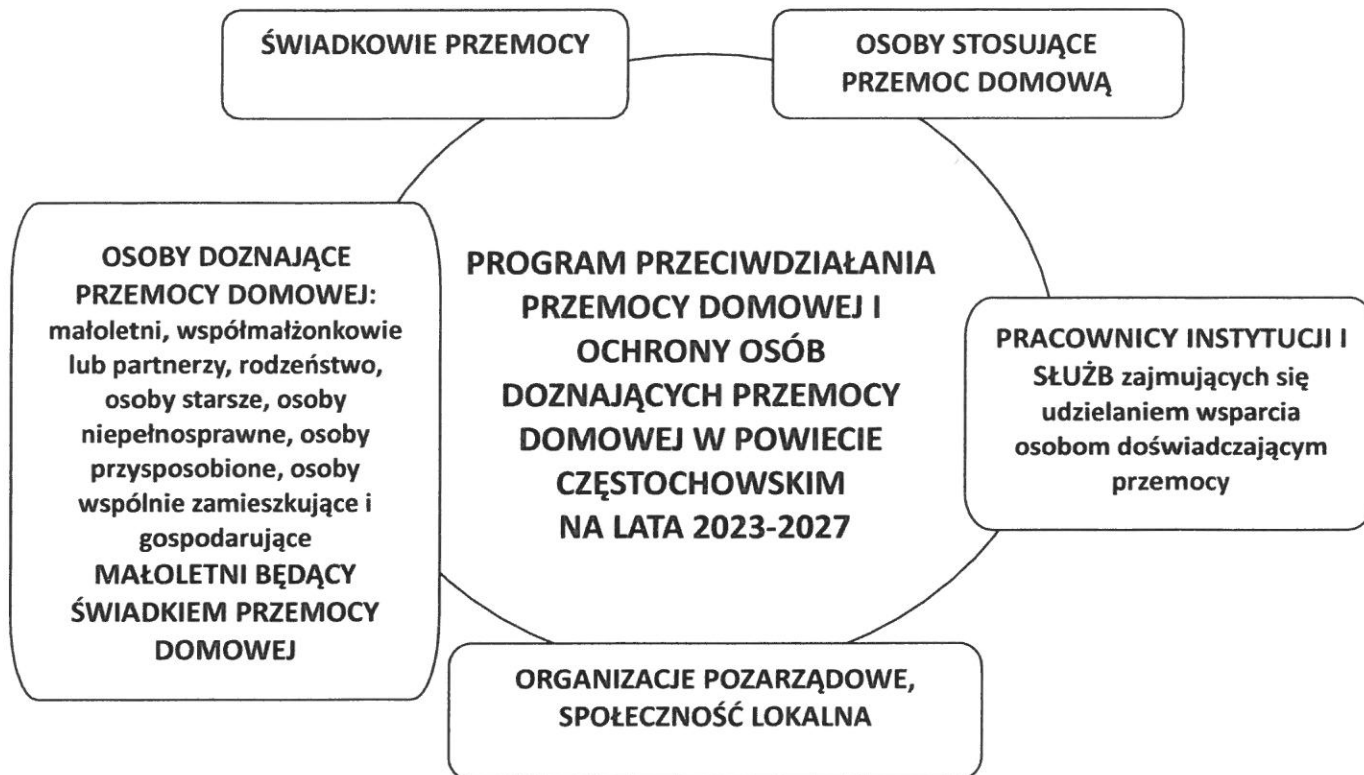 ŚWIADKOWIE PRZEMOCY
OSOBY STOSUJĄCE
PRZEMOC DOMOWĄ
OSOBY DOZNAJĄCE
PRZEMOCY DOMOWEJ:
małoletni, współmałżonkowie
lub partnerzy, rodzeństwo,
osoby starsze, osoby
niepełnosprawne, osoby
przysposobione, osoby
wspólnie zamieszkujące i
gospodarujące
MAŁOLETNI BĘDĄCY
ŚWIADKIEM PRZEMOCY
DOMOWEJ
PROGRAM PRZECIWDZIAŁANIA
PRZEMOCY DOMOWEJ I
OCHRONY OSÓB
DOZNAJĄCYCH PRZEMOCY
DOMOWEJ W POWIECIE
CZĘSTOCHOWSKIM
NA LATA 2023-2027
PRACOWNICY INSTYTUCJI I
SŁUŻB zajmujących się
udzielaniem wsparcia
osobom doświadczającym
przemocy
ORGANIZACJE POZARZĄDOWE,
SPOŁECZNOŚĆ LOKALNA